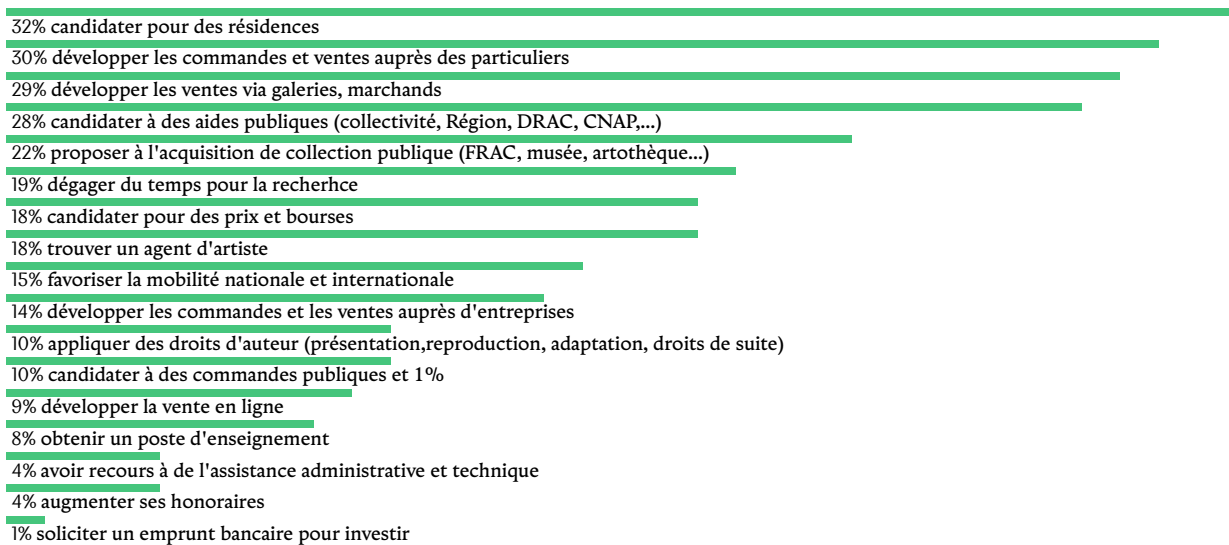 32% candidater pour des résidences
30% développer les commandes et ventes auprès des particuliers
29% développer les ventes via galeries, marchands
28% candidater à des aides publiques (collectivité, Région, DRAC, CNAP,...)
22% proposer à l'acquisition de collection publique (FRAC, musée, artothèque...)
19% dégager du temps pour la recherhce
18% candidater pour des prix et bourses
18% trouver un agent d'artiste
15% favoriser la mobilité nationale et internationale
14% développer les commandes et les ventes auprès d'entreprises
10% appliquer des droits d'auteur (présentation,reproduction, adaptation, droits de suite)
10% candidater à des commandes publiques et 1%
9% développer la vente en ligne
8% obtenir un poste d'enseignement
4% avoir recours à de l'assistance administrative et technique
4% augmenter ses honoraires
1% soliciter un emprunt bancaire pour investir